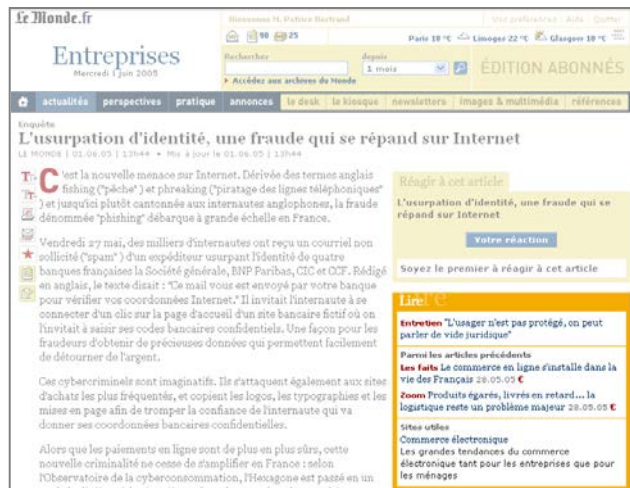 Le Monde.fr
Bienvenue M. Patrice Bertrand
Vos préférences | Aide | Quitter
98 25
Paris 18 °C Limoges 22 °C Glasgow 10 °C
Entreprises
Mercredi 1 juin 2005
Rechercher
depuis
1 mois
ÉDITION ABONNÉS
Accédez aux archives du Monde
actualités perspectives pratique annonces le desk le kiosque newsletters images & multimédia références
Enquête
L'usurpation d'identité, une fraude qui se répand sur Internet
LE MONDE | 01.06.05 | 13h44 • Mis à jour le 01.06.05 | 13h44
C'est la nouvelle menace sur Internet. Dérivée des termes anglais
fishing ("pêche" ) et phreaking ("piratage des lignes téléphoniques"
) et jusqu'ici plutôt cantonnée aux internautes anglophones, la fraude
dénommée "phishing" débarque à grande échelle en France.
Vendredi 27 mai, des milliers d'internautes ont reçu un courriel non
sollicité ("spam" ) d'un expéditeur usurpant l'identité de quatre
banques françaises la Société générale, BNP Paribas, CIC et CCF. Rédigé
en anglais, le texte disait : "Ce mail vous est envoyé par votre banque
pour vérifier vos coordonnées Internet." Il invitait l'internaute à se
connecter d'un clic sur la page d'accueil d'un site bancaire fictif où on
l'invitait à saisir ses codes bancaires confidentiels. Une façon pour les
fraudeurs d'obtenir de précieuses données qui permettent facilement
de détourner de l'argent.
Ces cybercriminels sont imaginatifs. Ils s'attaquent également aux sites
d'achats les plus fréquentés, et copient les logos, les typographies et les
mises en page afin de tromper la confiance de l'internaute qui va
donner ses coordonnées bancaires confidentielles.
Alors que les paiements en ligne sont de plus en plus sûrs, cette
nouvelle criminalité ne cesse de s'amplifier en France : selon
l'Observatoire de la cyberconsommation, l'Hexagone est passé en un
Réagir à cet article
L'usurpation d'identité, une fraude qui se
répand sur Internet
Votre réaction
Soyez le premier à réagir à cet article
Lire
Entretien "L'usager n'est pas protégé, on peut
parler de vide juridique"
Parmi les articles précédents
Les faits Le commerce en ligne s'installe dans la
vie des Français 28.05.05 €
Zoom Produits égarés, livrés en retard... la
logistique reste un problème majeur 28.05.05 €
Sites utiles
Commerce électronique
Les grandes tendances du commerce
électronique tant pour les entreprises que pour
les ménages